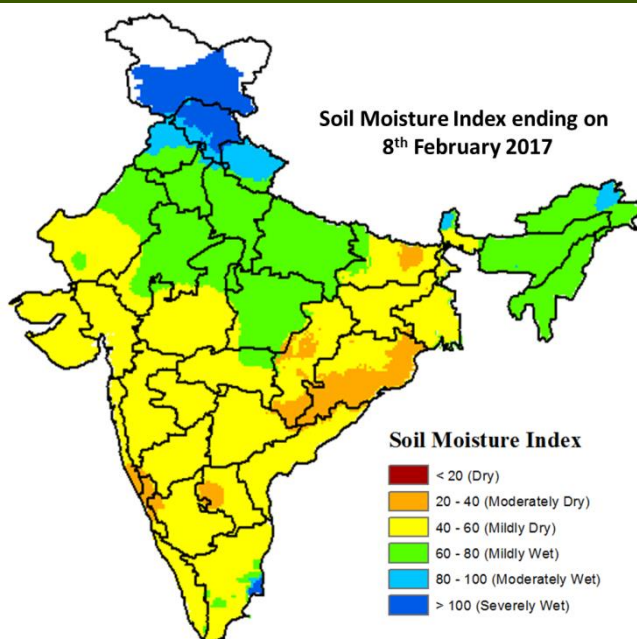 Soil Moisture Index ending on
8th February 2017
Soil Moisture Index
< 20 (Dry)
20 - 40 (Moderately Dry)
40 - 60 (Mildly Dry)
60 - 80 (Mildly Wet)
80 - 100 (Moderately Wet)
> 100 (Severely Wet)